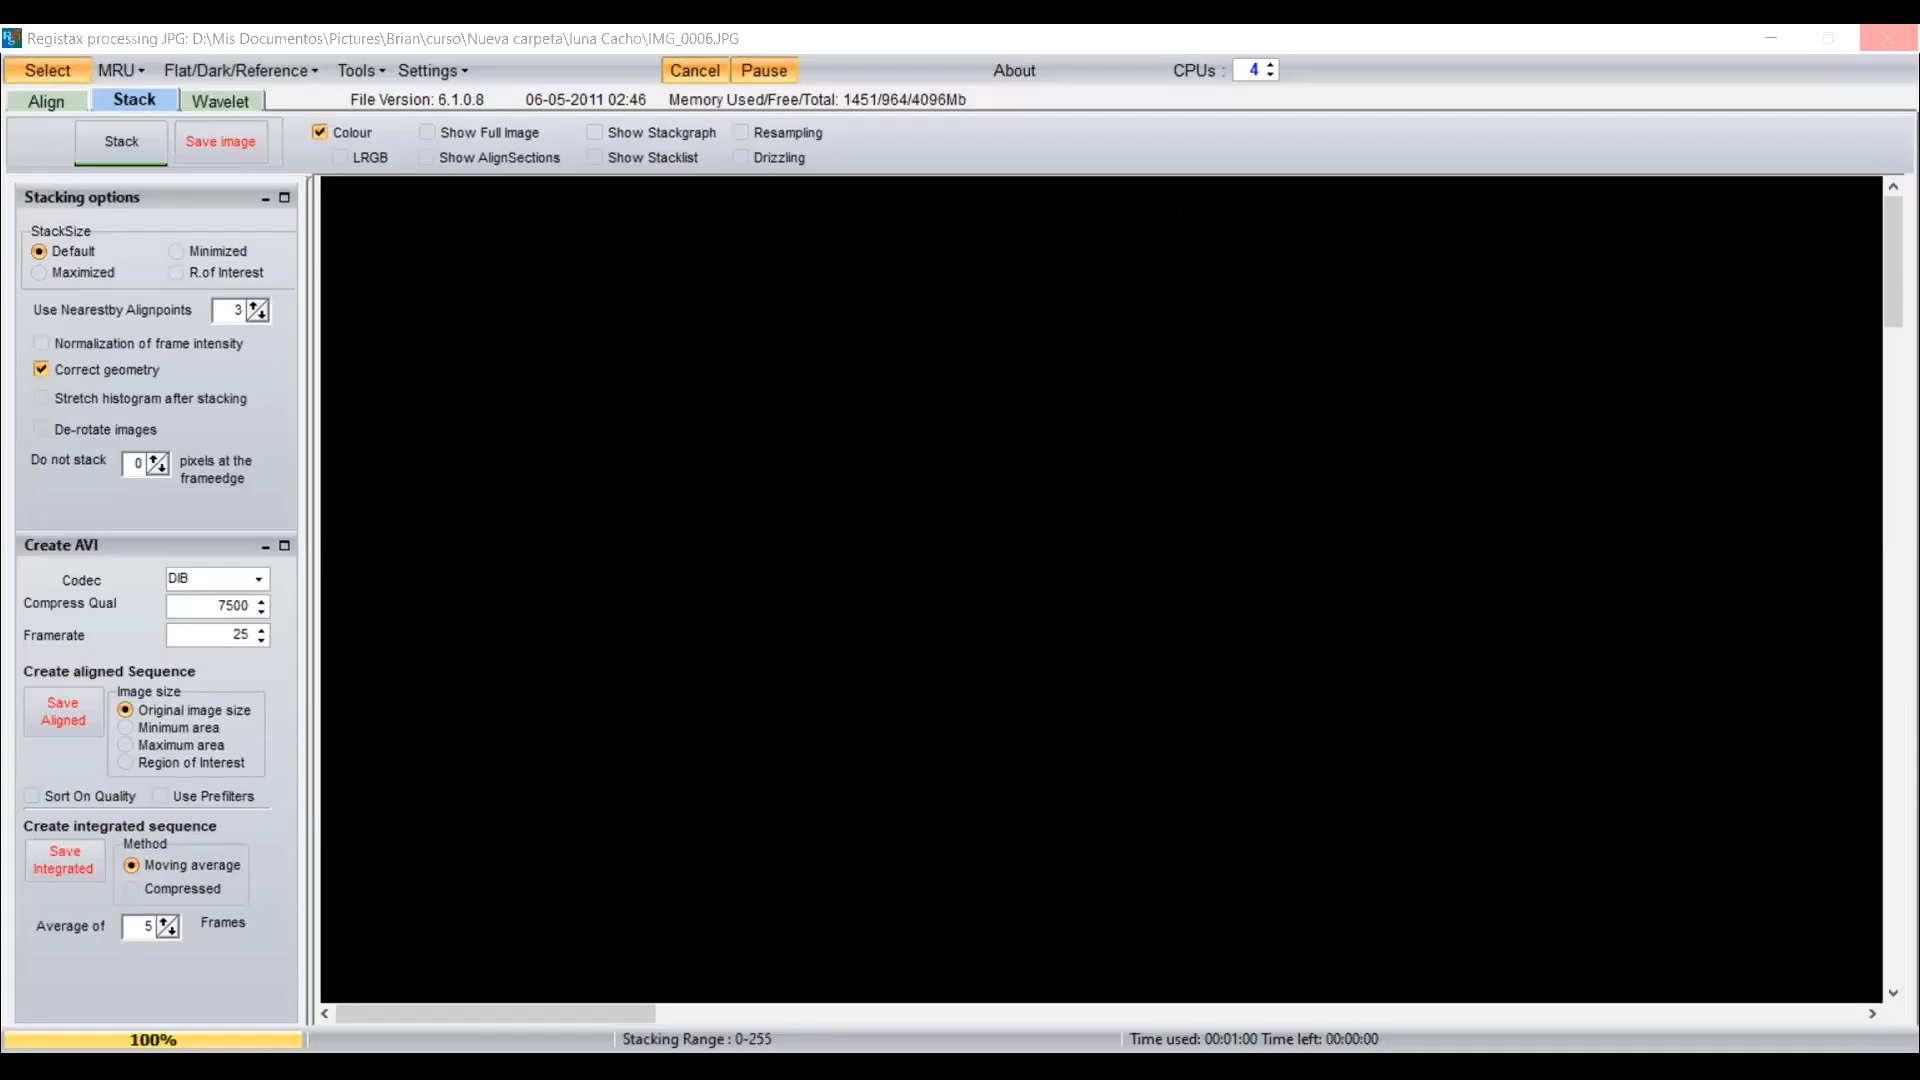 Registax processing JPG: D:\Mis Documentos\Pictures\Brian\curso\Nueva carpeta\luna Cacho\IMG_0006.JPG
Select MRU Flat/Dark/Reference Tools Settings Cancel Pause About CPUs : 4
Align Stack Wavelet File Version: 6.1.0.8 06-05-2011 02:46 Memory Used/Free/Total: 1451/964/4096Mb
Stack Save image
Colour Show Full Image Show Stackgraph Resampling
LRGB Show AlignSections Show Stacklist Drizzling
Stacking options
StackSize
Default Minimized
Maximized R.of Interest
Use Nearestby Alignpoints 3
Normalization of frame intensity
Correct geometry
Stretch histogram after stacking
De-rotate images
Do not stack 0 pixels at the
frameedge
Create AVI
Codec DIB
Compress Qual 7500
Framerate 25
Create aligned Sequence
Save
Aligned
Image size
Original image size
Minimum area
Maximum area
Region of Interest
Sort On Quality Use Prefilters
Create integrated sequence
Save
Integrated
Method
Moving average
Compressed
Average of 5 Frames
100% Stacking Range : 0-255 Time used: 00:01:00 Time left: 00:00:00